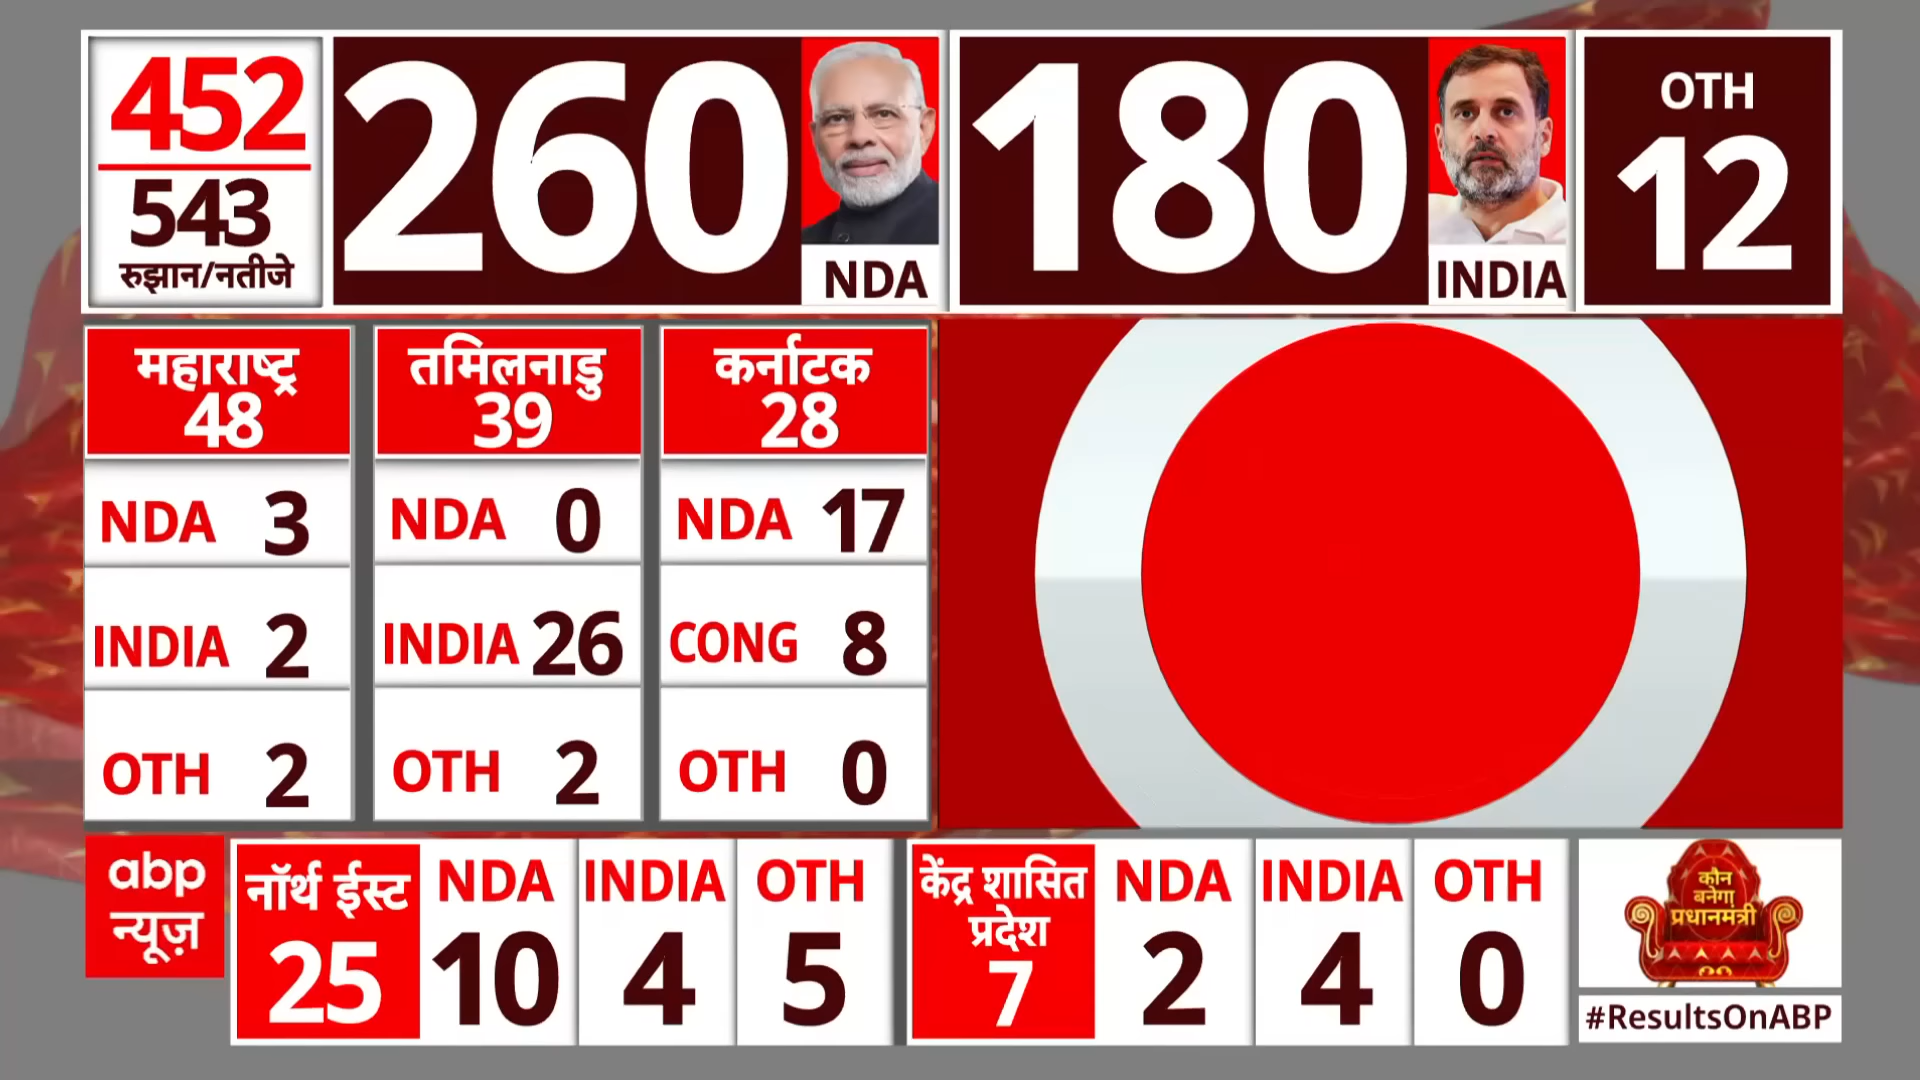 452
543
रुझान/नतीजे
260
NDA
180
INDIA
OTH
12
महाराष्ट्र
48
NDA 3
INDIA 2
OTH 2
तमिलनाडु
39
NDA 0
INDIA 26
OTH 2
कर्नाटक
28
NDA 17
CONG 8
OTH 0
abp
न्यूज़
नॉर्थ ईस्ट
25
NDA
10
INDIA
4
OTH
5
केंद्र शासित
प्रदेश
7
NDA
2
INDIA
4
OTH
0
कौन
बनेगा
प्रधानमंत्री
#ResultsOnABP